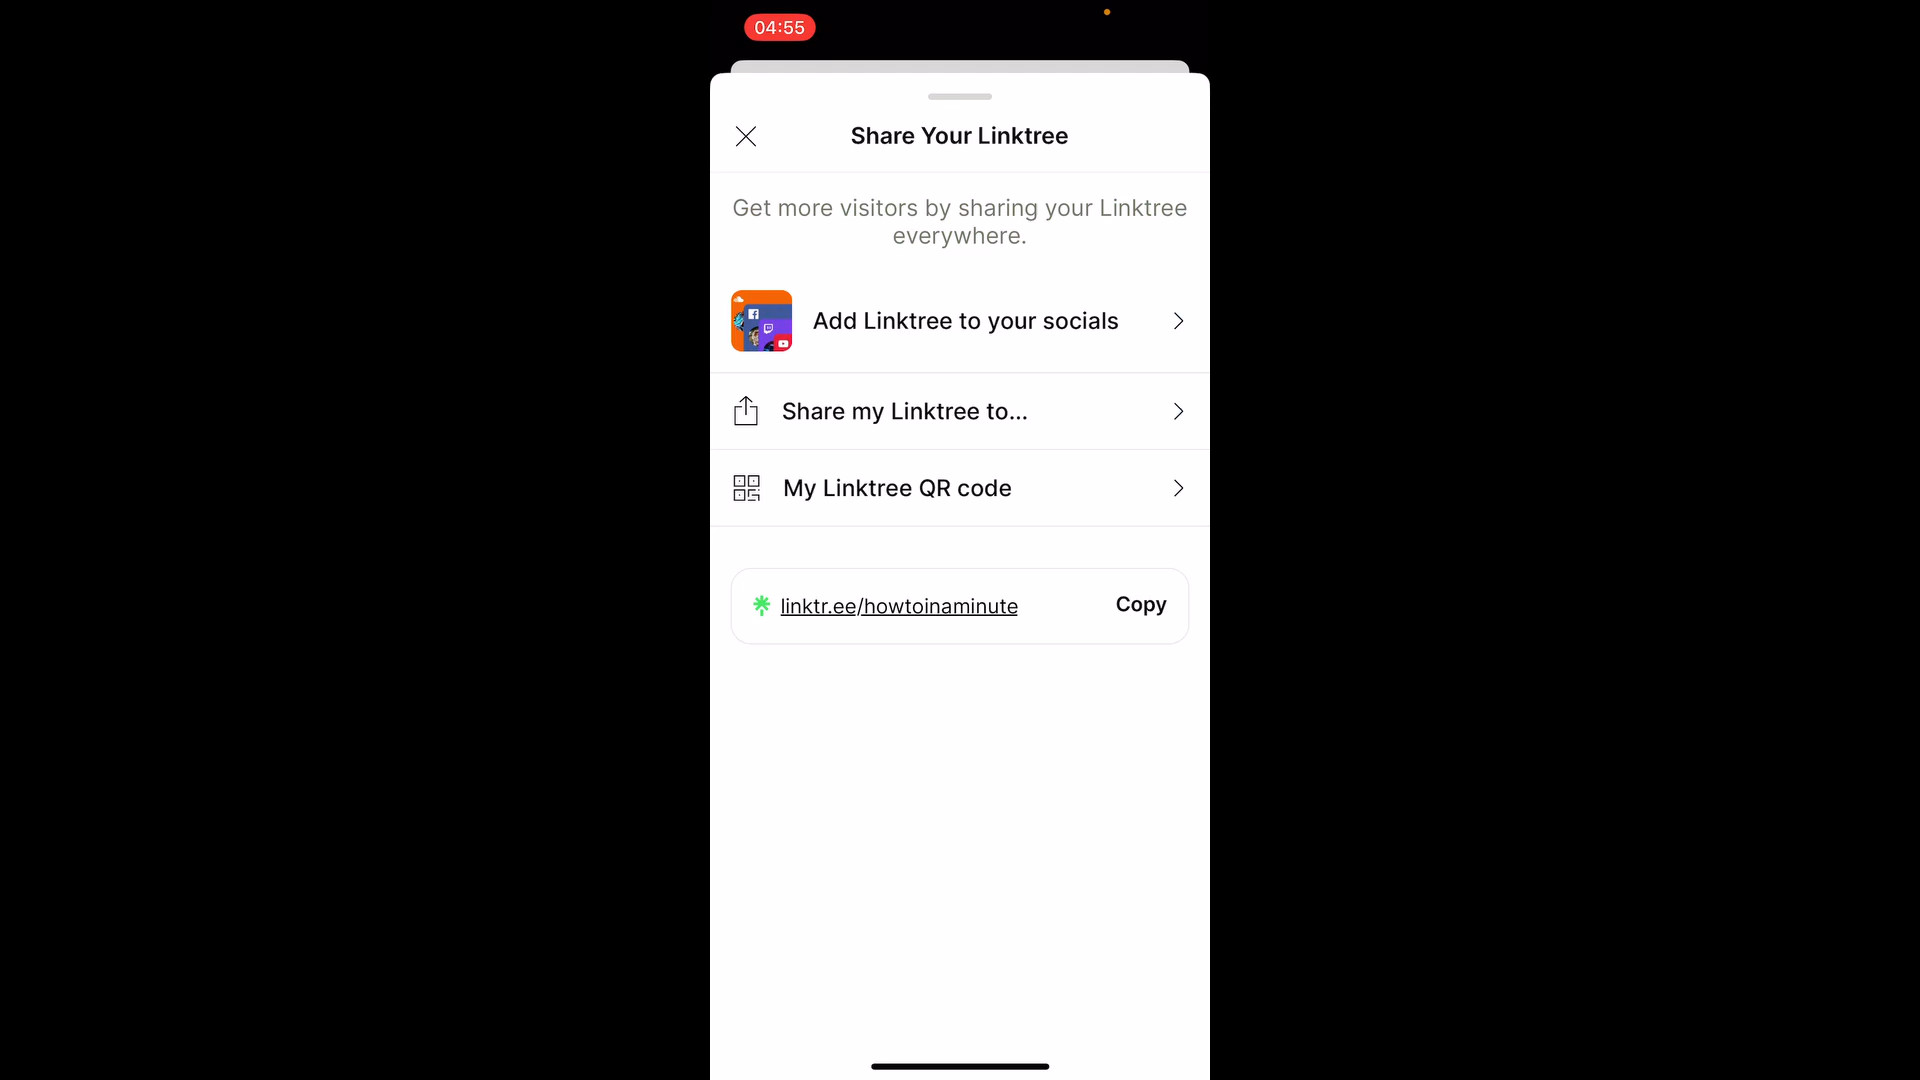 04:55
Share Your Linktree
Get more visitors by sharing your Linktree
everywhere.
Add Linktree to your socials
Share my Linktree to...
My Linktree QR code
linktr.ee/howtoinaminute
Copy